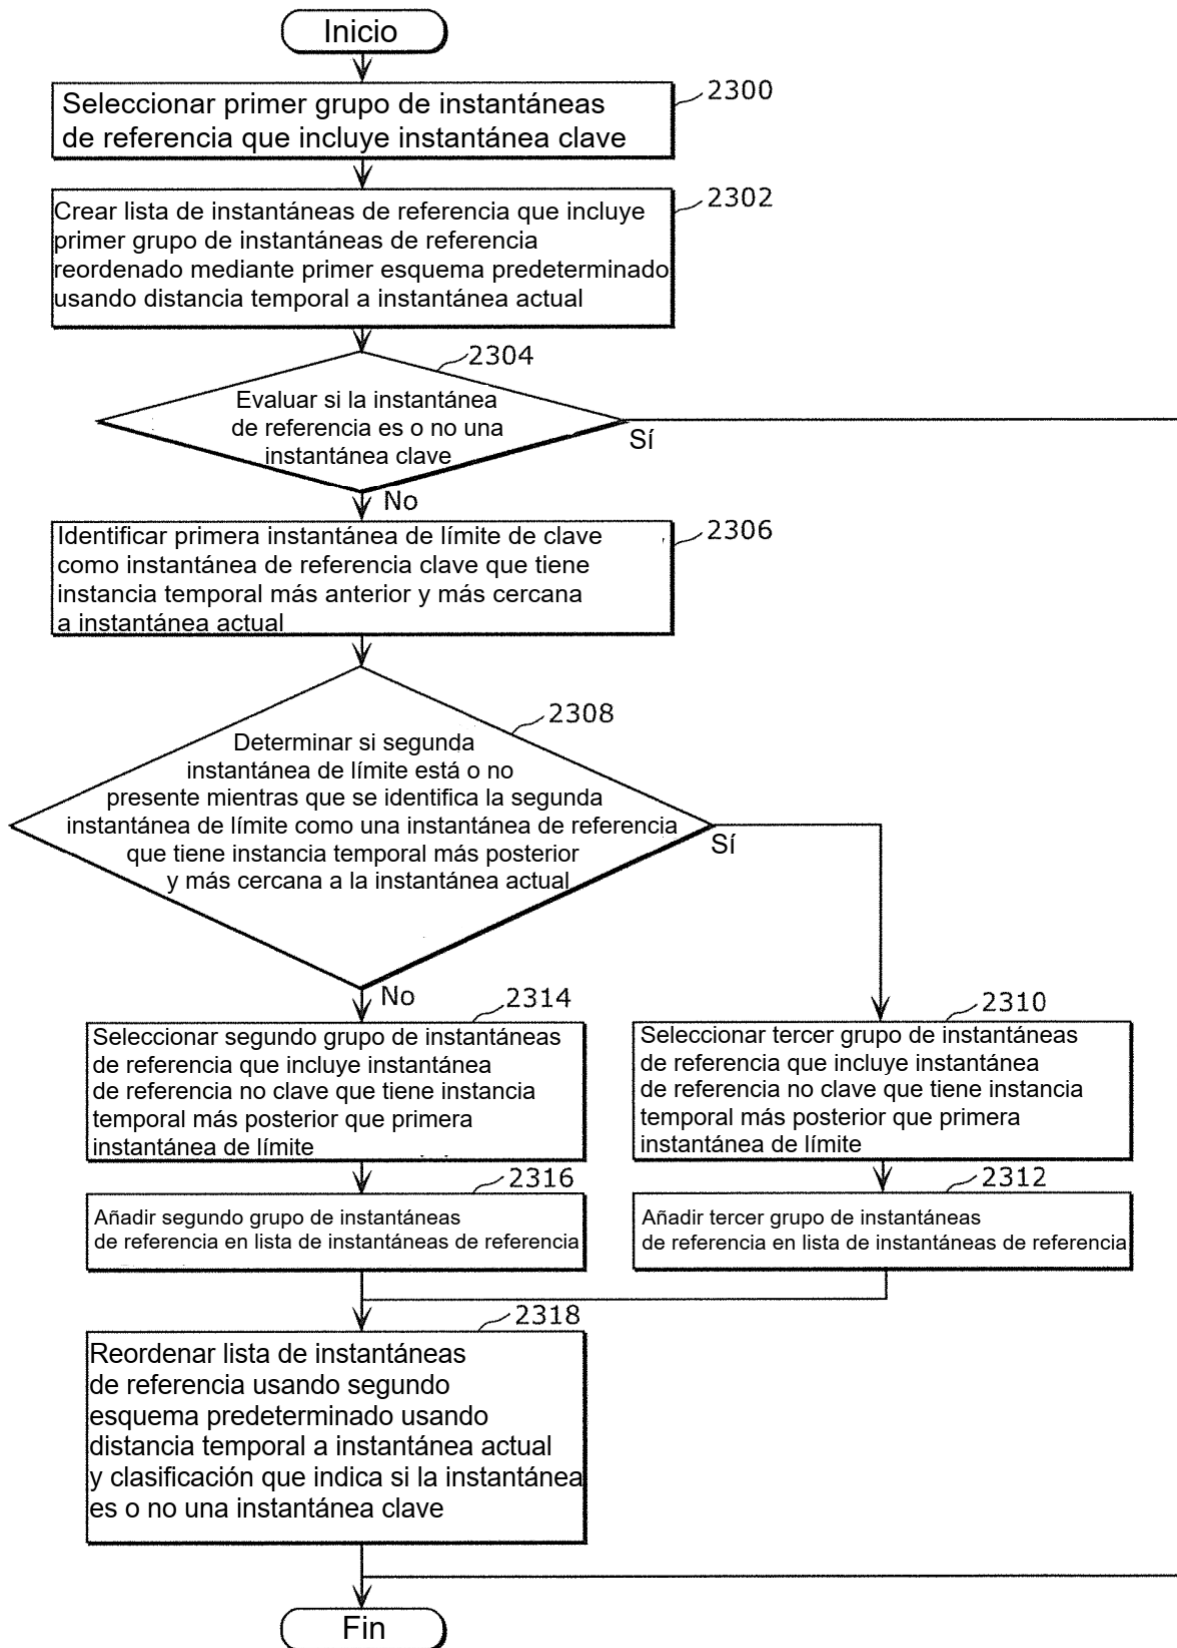 Inicio
2300
Seleccionar primer grupo de instantáneas
de referencia que incluye instantánea clave
2302
Crear lista de instantáneas de referencia que incluye
primer grupo de instantáneas de referencia
reordenado mediante primer esquema predeterminado
usando distancia temporal a instantánea actual
2304
Evaluar si la instantánea
de referencia es o no una
instantánea clave
Sí
No
2306
Identificar primera instantánea de límite de clave
como instantánea de referencia clave que tiene
instancia temporal más anterior y más cercana
a instantánea actual
2308
Determinar si segunda
instantánea de límite está o no
presente mientras que se identifica la segunda
instantánea de límite como una instantánea de referencia
que tiene instancia temporal más posterior
y más cercana a la instantánea actual
Sí
No
2314
Seleccionar segundo grupo de instantáneas
de referencia que incluye instantánea
de referencia no clave que tiene instancia
temporal más posterior que primera
instantánea de límite
2310
Seleccionar tercer grupo de instantáneas
de referencia que incluye instantánea
de referencia no clave que tiene instancia
temporal más posterior que primera
instantánea de límite
2316
Añadir segundo grupo de instantáneas
de referencia en lista de instantáneas de referencia
2312
Añadir tercer grupo de instantáneas
de referencia en lista de instantáneas de referencia
2318
Reordenar lista de instantáneas
de referencia usando segundo
esquema predeterminado usando
distancia temporal a instantánea actual
y clasificación que indica si la instantánea
es o no una instantánea clave
Fin